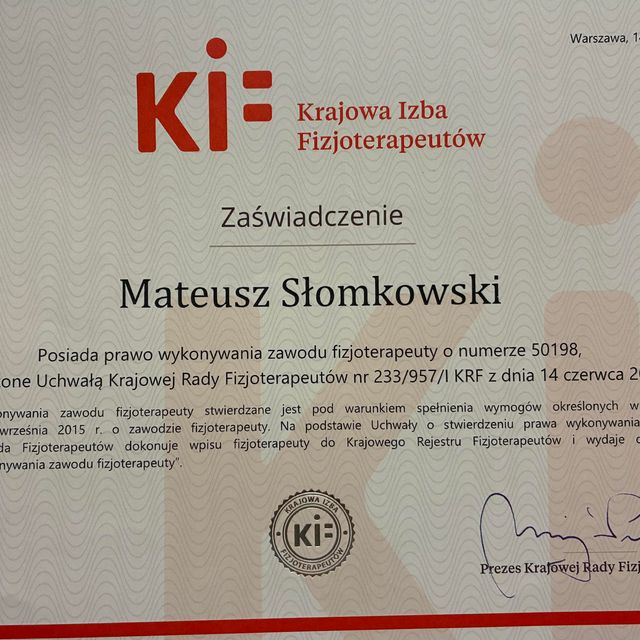 Warszawa, 1
KiF
Krajowa Izba
Fizjoterapeutów
Zaświadczenie
Mateusz Słomkowski
Posiada prawo wykonywania zawodu fizjoterapeuty o numerze 50198,
one Uchwałą Krajowej Rady Fizjoterapeutów nr 233/957/I KRF z dnia 14 czerwca 20
onywania zawodu fizjoterapeuty stwierdzane jest pod warunkiem spełnienia wymogów określonych w
września 2015 r. o zawodzie fizjoterapeuty. Na podstawie Uchwały o stwierdzeniu prawa wykonywania
da Fizjoterapeutów dokonuje wpisu fizjoterapeuty do Krajowego Rejestru Fizjoterapeutów i wydaje
nywania zawodu fizjoterapeuty”.
KRAJOWA IZBA
KiF
FIZJOTERAPEUTÓW
Prezes Krajowej Rady Fizj